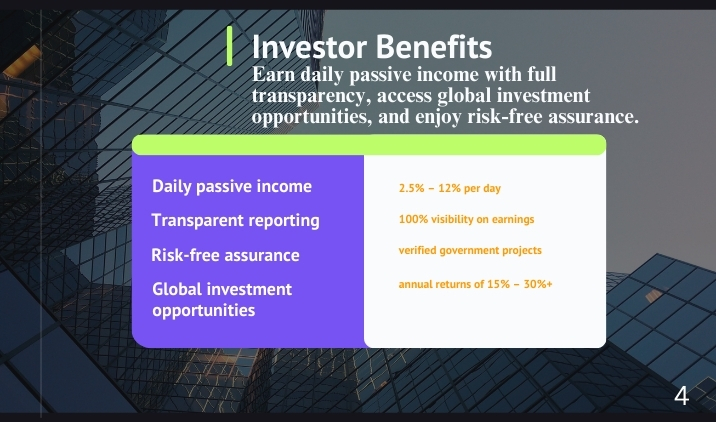 Investor Benefits
Earn daily passive income with full
transparency, access global investment
opportunities, and enjoy risk-free assurance.
Daily passive income
2.5% – 12% per day
Transparent reporting
100% visibility on earnings
Risk-free assurance
verified government projects
Global investment
opportunities
annual returns of 15% – 30%+
4